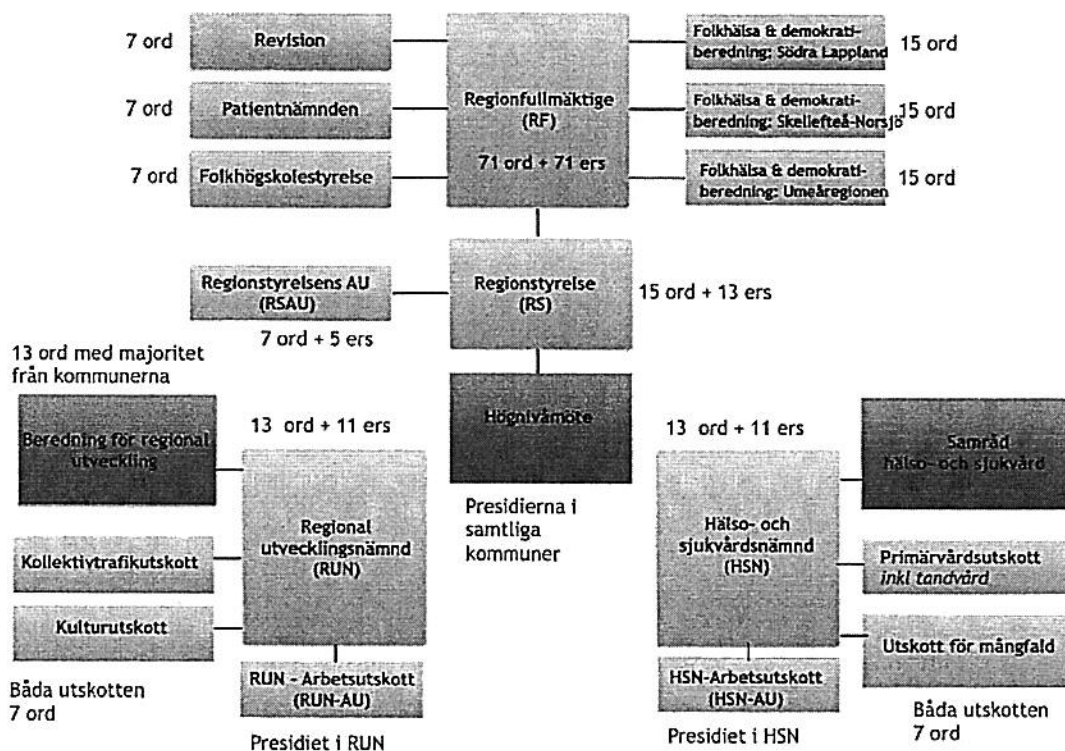 7 ord
Revision
7 ord
Patientnämnden
7 ord
Folkhögskolestyrelse
Regionfullmäktige
(RF)
71 ord + 71 ers
Folkhälsa & demokrati-
beredning: Södra Lappland
15 ord
Folkhälsa & demokrati-
beredning: Skellefteå-Norsjö
15 ord
Folkhälsa & demokrati-
beredning: Umeåregionen
15 ord
Regionstyrelsens AU
(RSAU)
7 ord + 5 ers
Regionstyrelse
(RS)
15 ord + 13 ers
Högnivåmöte
Presidierna i
samtliga
kommuner
13 ord med majoritet
från kommunerna
Beredning för regional
utveckling
13 ord + 11 ers
Regional
utvecklingsnämnd
(RUN)
Kollektivtrafikutskott
Kulturutskott
Båda utskotten
7 ord
RUN - Arbetsutskott
(RUN-AU)
Presidiet i RUN
13 ord + 11 ers
Hälso- och
sjukvårdsnämnd
(HSN)
Samråd
hälso- och sjukvård
Primärvårdsutskott
inkl tandvård
Utskott för mångfald
Båda utskotten
7 ord
HSN-Arbetsutskott
(HSN-AU)
Presidiet i HSN